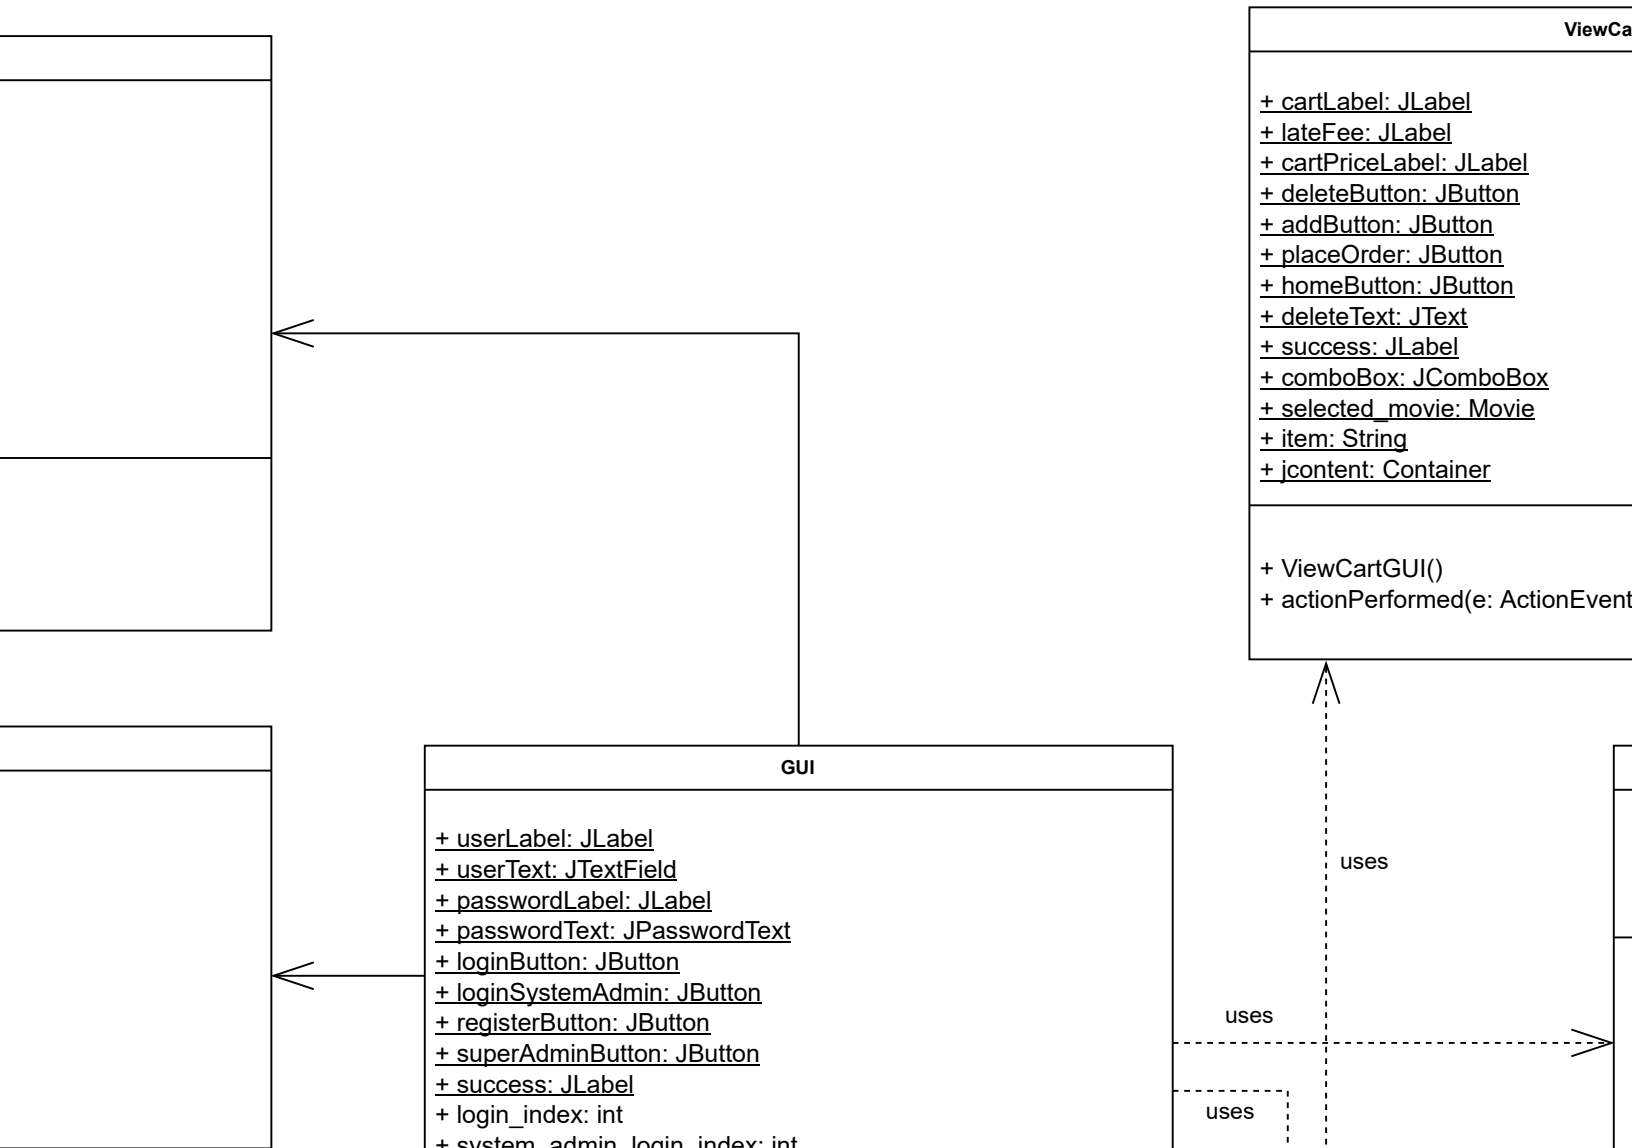 ViewCa
+ cartLabel: JLabel
+ lateFee: JLabel
+ cartPriceLabel: JLabel
+ deleteButton: JButton
+ addButton: JButton
+ placeOrder: JButton
+ homeButton: JButton
+ deleteText: JText
+ success: JLabel
+ comboBox: JComboBox
+ selected_movie: Movie
+ item: String
+ jcontent: Container
+ ViewCartGUI()
+ actionPerformed(e: ActionEvent
GUI
+ userLabel: JLabel
+ userText: JTextField
+ passwordLabel: JLabel
+ passwordText: JPasswordText
+ loginButton: JButton
+ loginSystemAdmin: JButton
+ registerButton: JButton
+ superAdminButton: JButton
+ success: JLabel
+ login_index: int
+ system_admin_login_index: int
uses
uses
uses